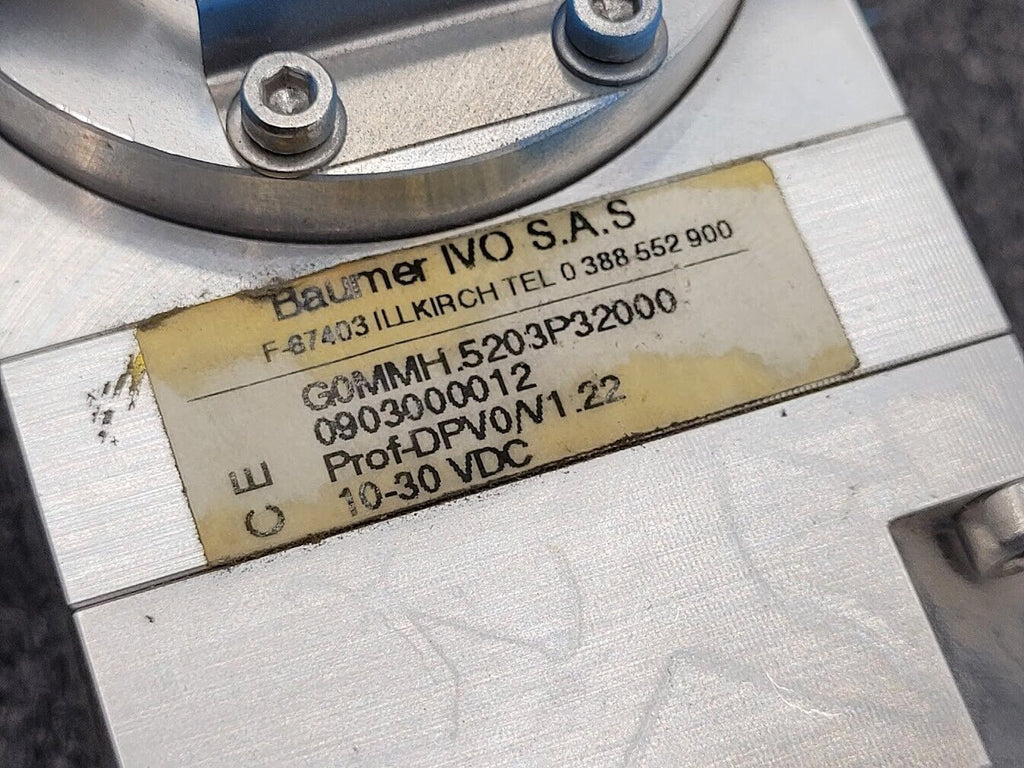 Baumer IVO S.A.S
F-67403 ILLKIRCH TEL 0 388 552 900
G0MMH.5203P32000
0903000012
Prof-DPV0/V1.22
10-30 VDC
CE